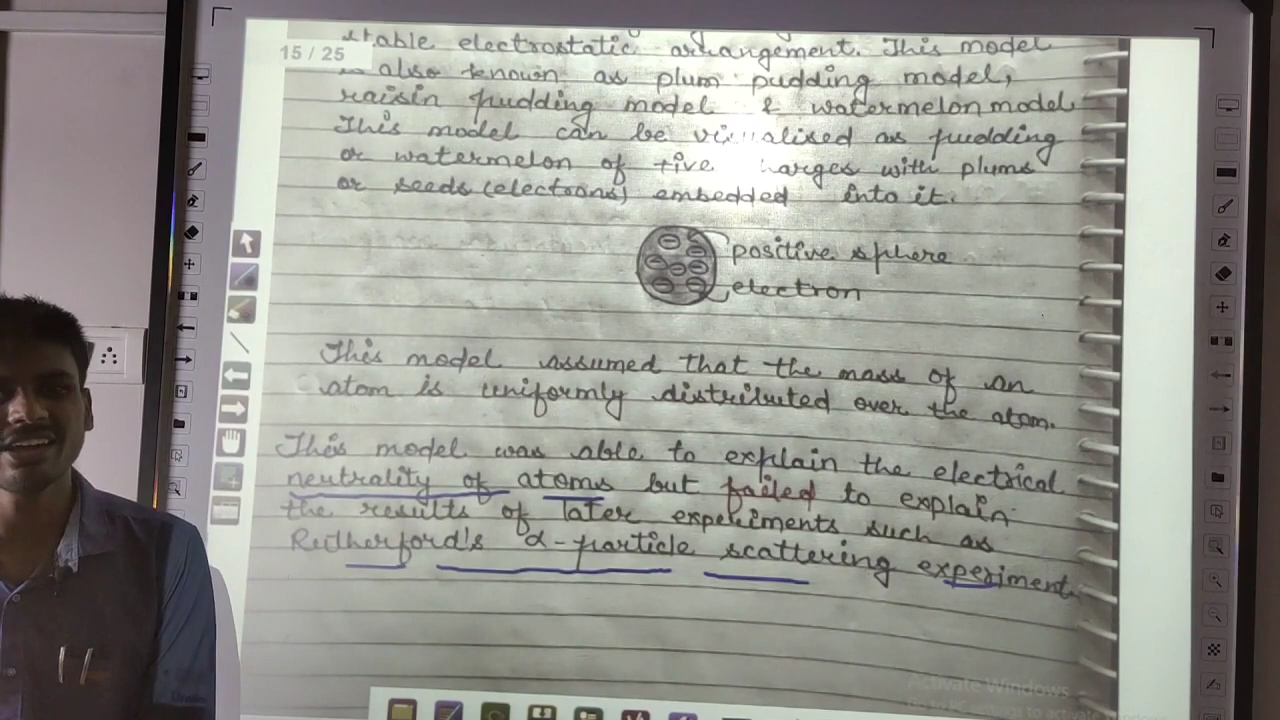 15 / 25
stable electrostatic arrangement. This model
is also known as plum pudding model,
raisin pudding model & watermelon model
This model can be visualised as pudding
or watermelon of +ive charges with plums
or seeds (electrons) embedded into it.
positive sphere
electron
This model assumed that the mass of an
atom is uniformly distributed over the atom.
This model was able to explain the electrical
neutrality of atoms but failed to explain
the results of later experiments such as
Rutherford's α-particle scattering experiment.
Activate Windows